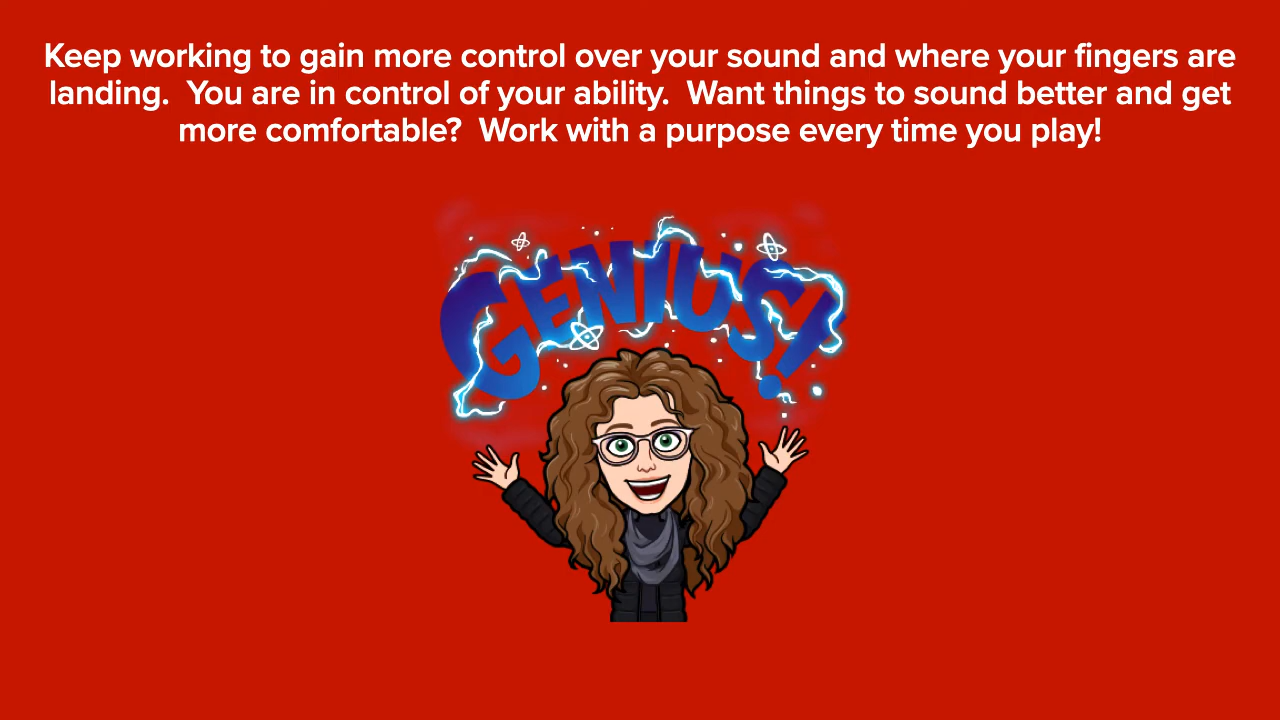 Keep working to gain more control over your sound and where your fingers are
landing.  You are in control of your ability.  Want things to sound better and get
more comfortable?  Work with a purpose every time you play!
GENIUS!